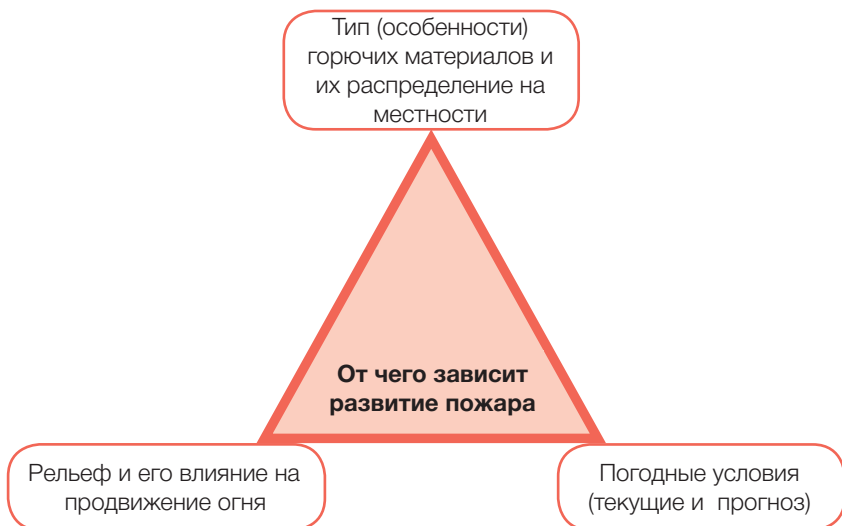 Тип (особенности)
горючих материалов и
их распределение на
местности
От чего зависит
развитие пожара
Рельеф и его влияние на
продвижение огня
Погодные условия
(текущие и прогноз)